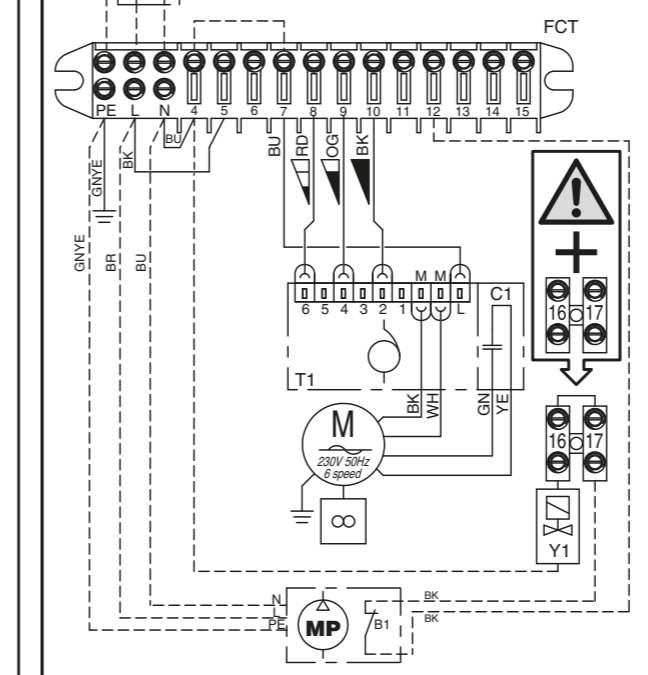 FCT
PE L N 4 5 6 7 8 9 10 11 12 13 14 15
BU
BK
GNYE
GNYE
BR
BU
BU
RD
OG
BK
16 17
M M
6 5 4 3 2 1 L
C1
T1
BK
WH
GN
YE
M
230V 50Hz
6 speed
16 17
Y1
N
L
PE
MP
B1
BK
BK